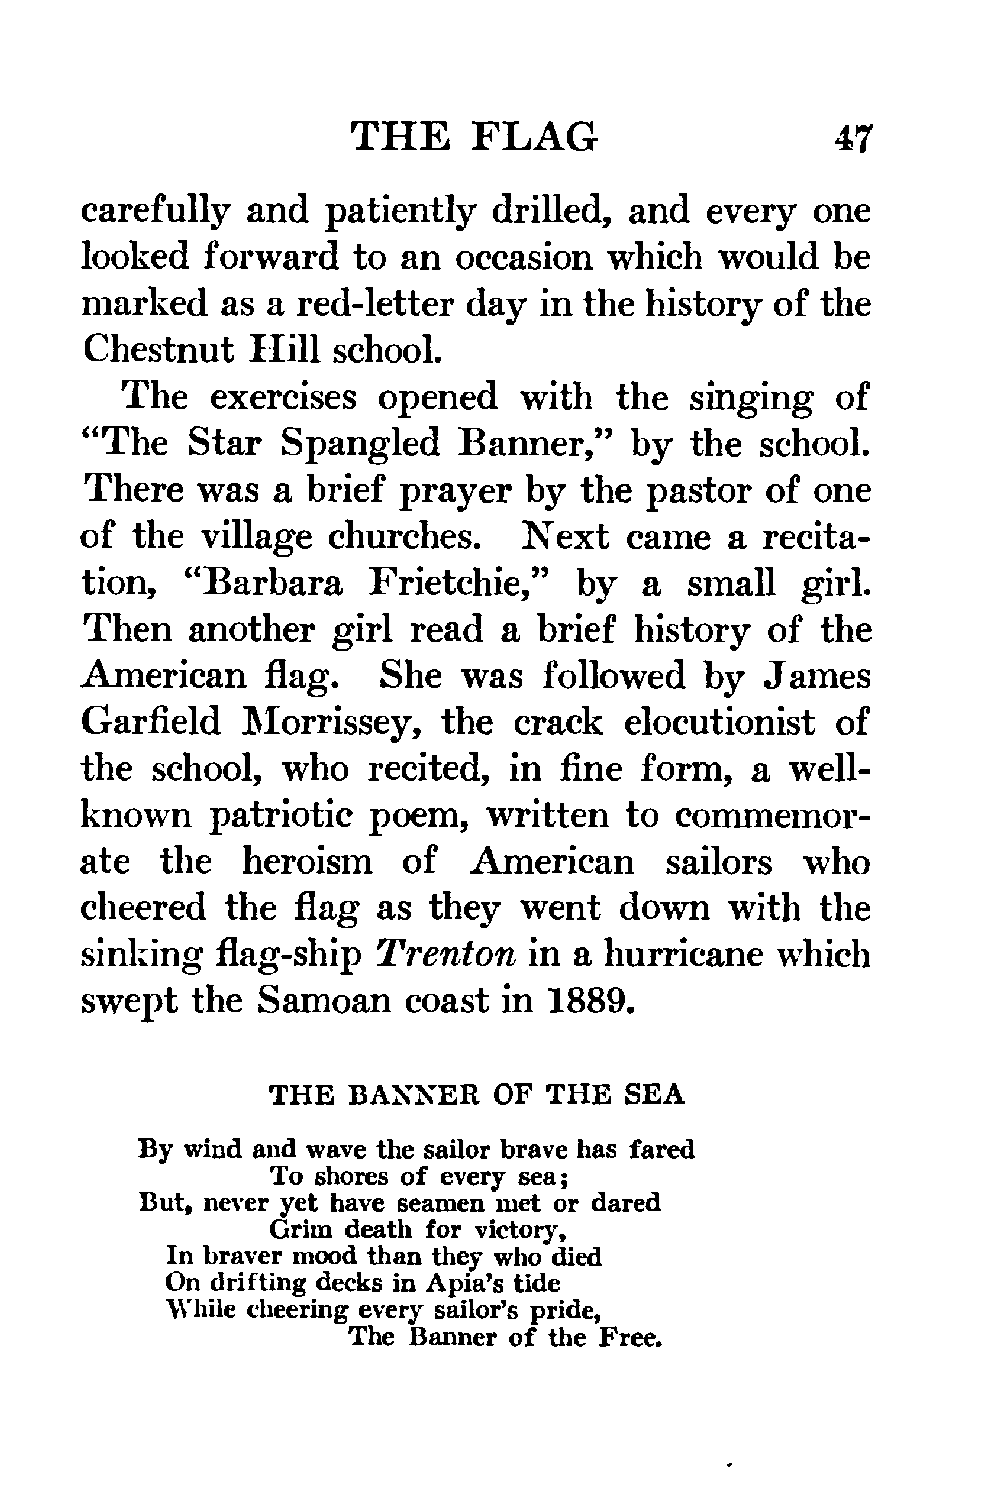 THE FLAG 47
carefully and patiently drilled, and every one
looked forward to an occasion which would be
marked as a red-letter day in the history of the
Chestnut Hill school.
The exercises opened with the singing of
“The Star Spangled Banner,” by the school.
There was a brief prayer by the pastor of one
of the village churches. Next came a recita-
tion, “Barbara Frietchie,” by a small girl.
Then another girl read a brief history of the
American flag. She was followed by James
Garfield Morrissey, the crack elocutionist of
the school, who recited, in fine form, a well-
known patriotic poem, written to commemor-
ate the heroism of American sailors who
cheered the flag as they went down with the
sinking flag-ship Trenton in a hurricane which
swept the Samoan coast in 1889.
THE BANNER OF THE SEA
By wind and wave the sailor brave has fared
To shores of every sea;
But, never yet have seamen met or dared
Grim death for victory,
In braver mood than they who died
On drifting decks in Apia’s tide
While cheering every sailor’s pride,
The Banner of the Free.